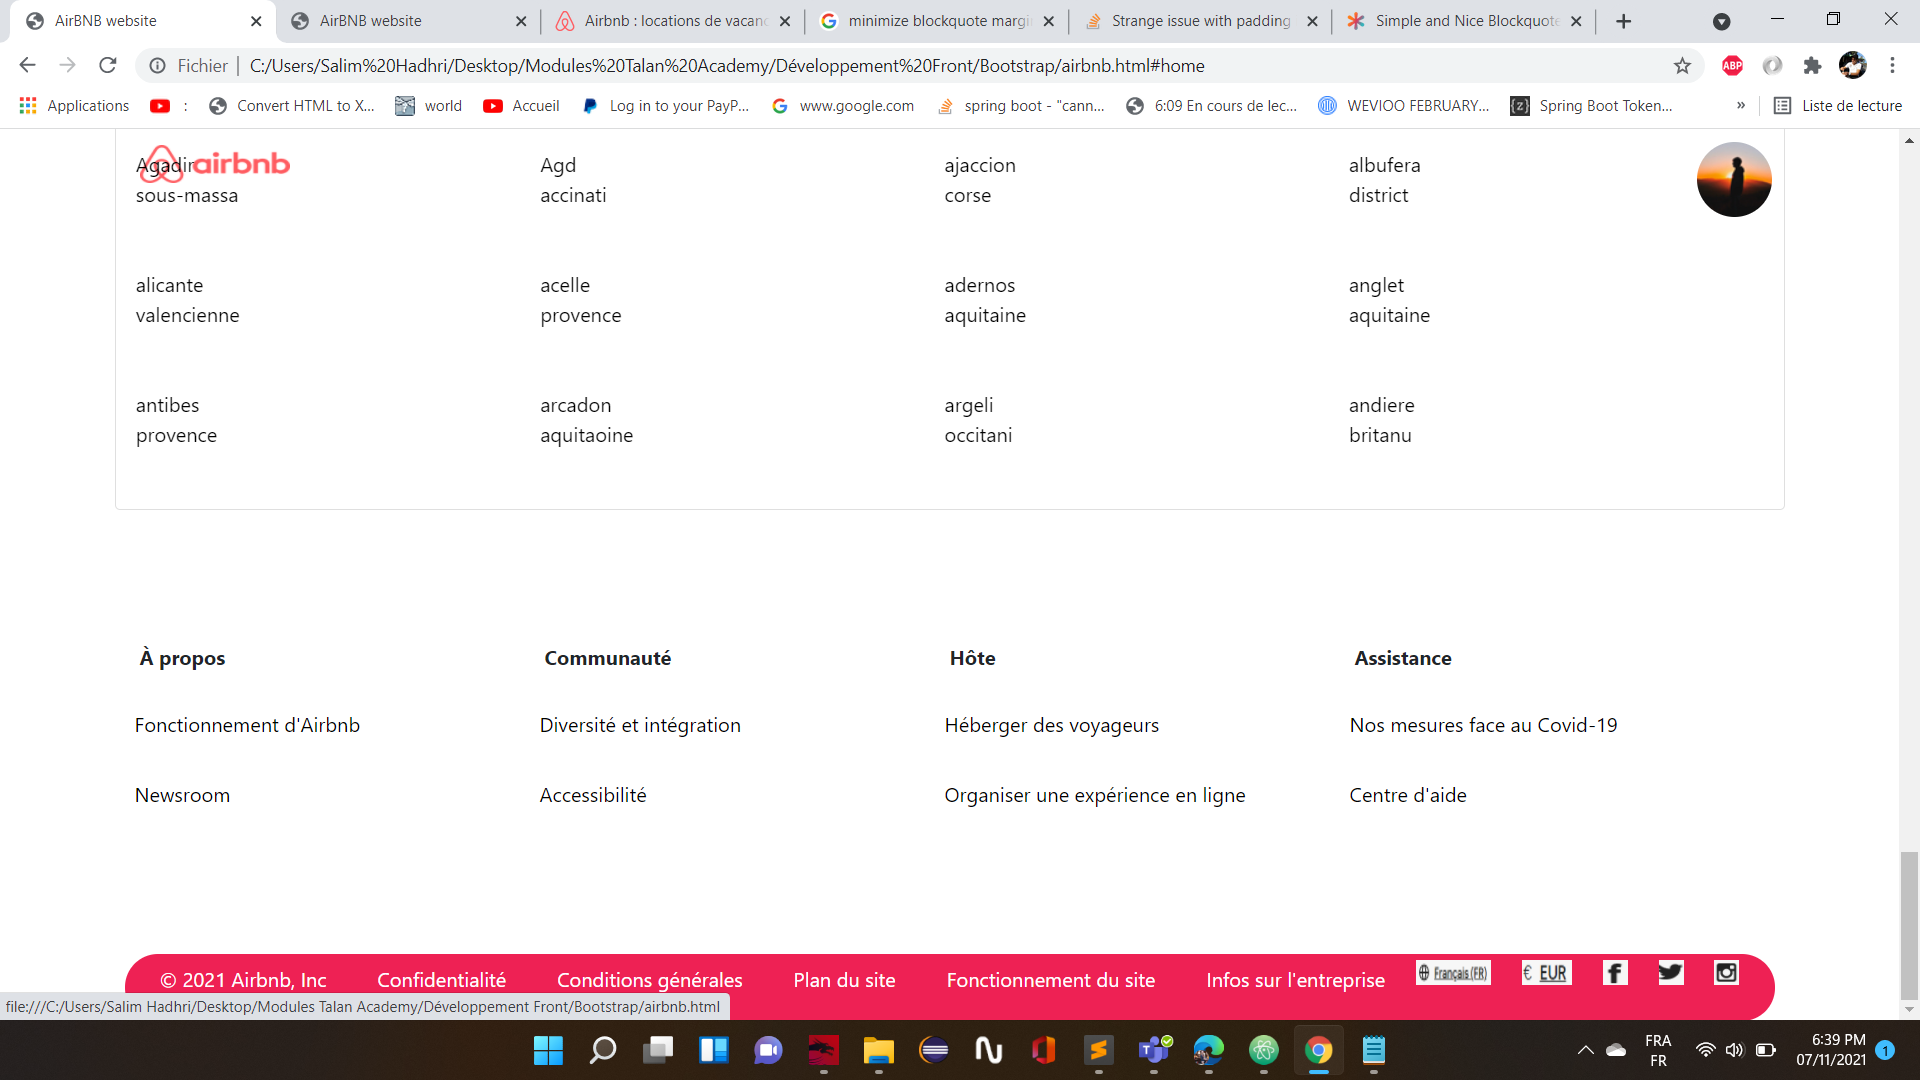 AirBNB website
AirBNB website
Airbnb : locations de vacanc
minimize blockquote margi
Strange issue with padding
Simple and Nice Blockquote
Fichier | C:/Users/Salim%20Hadhri/Desktop/Modules%20Talan%20Academy/Développement%20Front/Bootstrap/airbnb.html#home
ABP
Applications
:
Convert HTML to X...
world
Accueil
Log in to your PayP...
www.google.com
spring boot - "cann...
6:09 En cours de lec...
WEVIOO FEBRUARY...
Spring Boot Token...
»
Liste de lecture
airbnb
Agadir
sous-massa
Agd
accinati
ajaccion
corse
albufera
district
alicante
valencienne
acelle
provence
adernos
aquitaine
anglet
aquitaine
antibes
provence
arcadon
aquitaoine
argeli
occitani
andiere
britanu
À propos
Communauté
Hôte
Assistance
Fonctionnement d'Airbnb
Diversité et intégration
Héberger des voyageurs
Nos mesures face au Covid-19
Newsroom
Accessibilité
Organiser une expérience en ligne
Centre d'aide
© 2021 Airbnb, Inc
Confidentialité
Conditions générales
Plan du site
Fonctionnement du site
Infos sur l'entreprise
Français (FR)
€ EUR
file:///C:/Users/Salim Hadhri/Desktop/Modules Talan Academy/Développement Front/Bootstrap/airbnb.html
FRA
FR
6:39 PM
07/11/2021
1